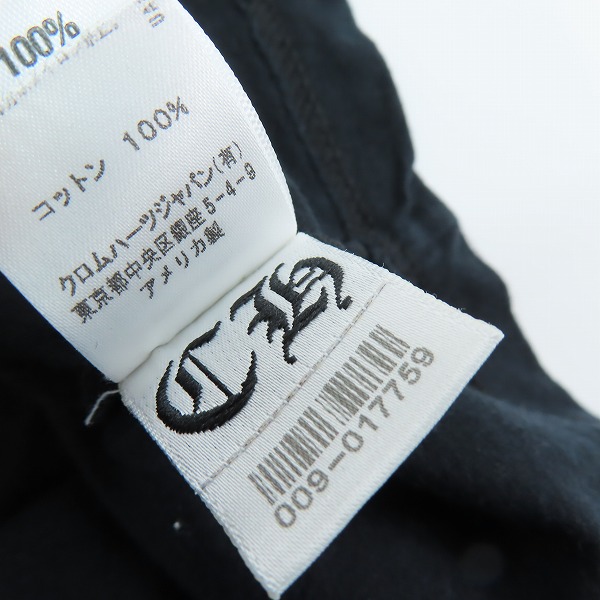 100%
コットン 100%
クロムハーツジャパン(有)
東京都中央区銀座5-4-9
アメリカ製
CH
009-017759